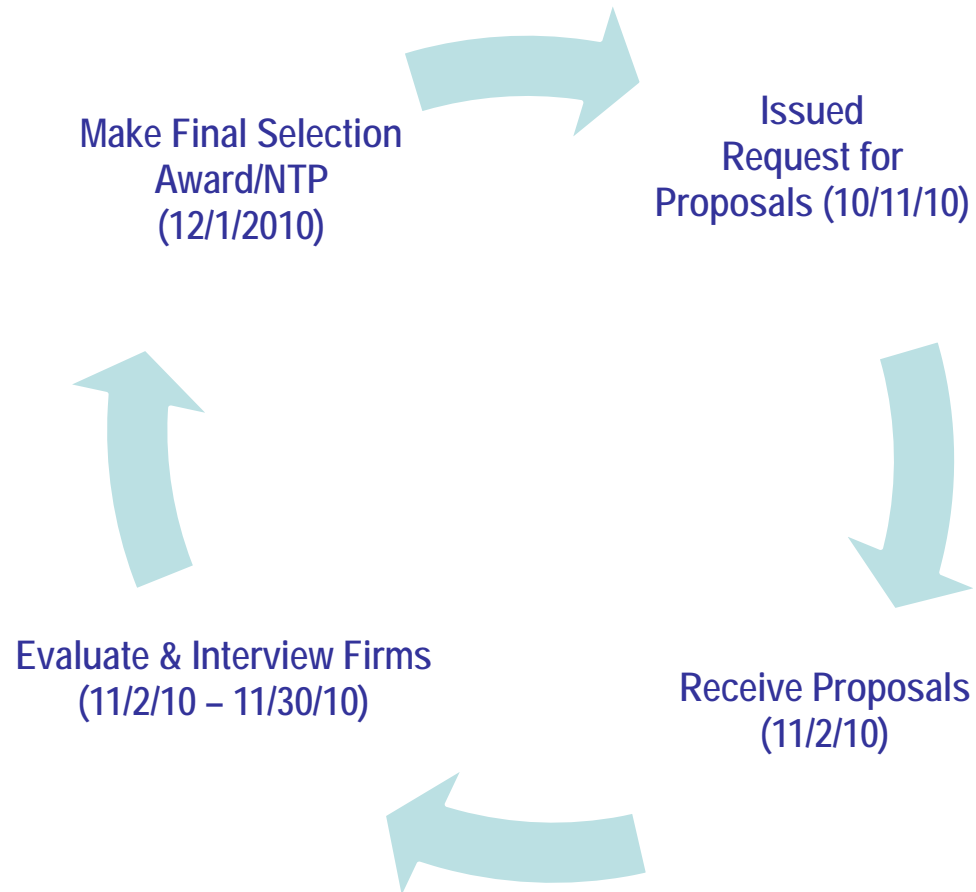 Make Final Selection
Award/NTP
(12/1/2010)
Issued
Request for
Proposals (10/11/10)
Evaluate & Interview Firms
(11/2/10 – 11/30/10)
Receive Proposals
(11/2/10)